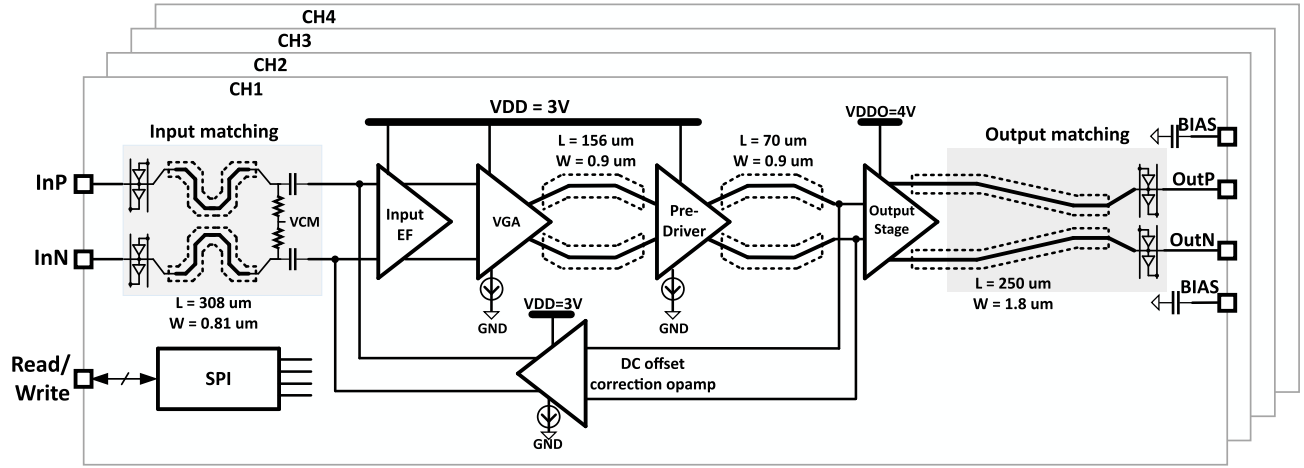 CH4
CH3
CH2
CH1
VDD = 3V
VDDO=4V
BIAS
Input matching
L = 156 um
W = 0.9 um
L = 70 um
W = 0.9 um
Output matching
InP
OutP
Input
EF
VGA
Pre-
Driver
Output
Stage
VCM
InN
OutN
L = 308 um
W = 0.81 um
GND
GND
L = 250 um
W = 1.8 um
BIAS
VDD=3V
Read/
Write
SPI
DC offset
correction opamp
GND